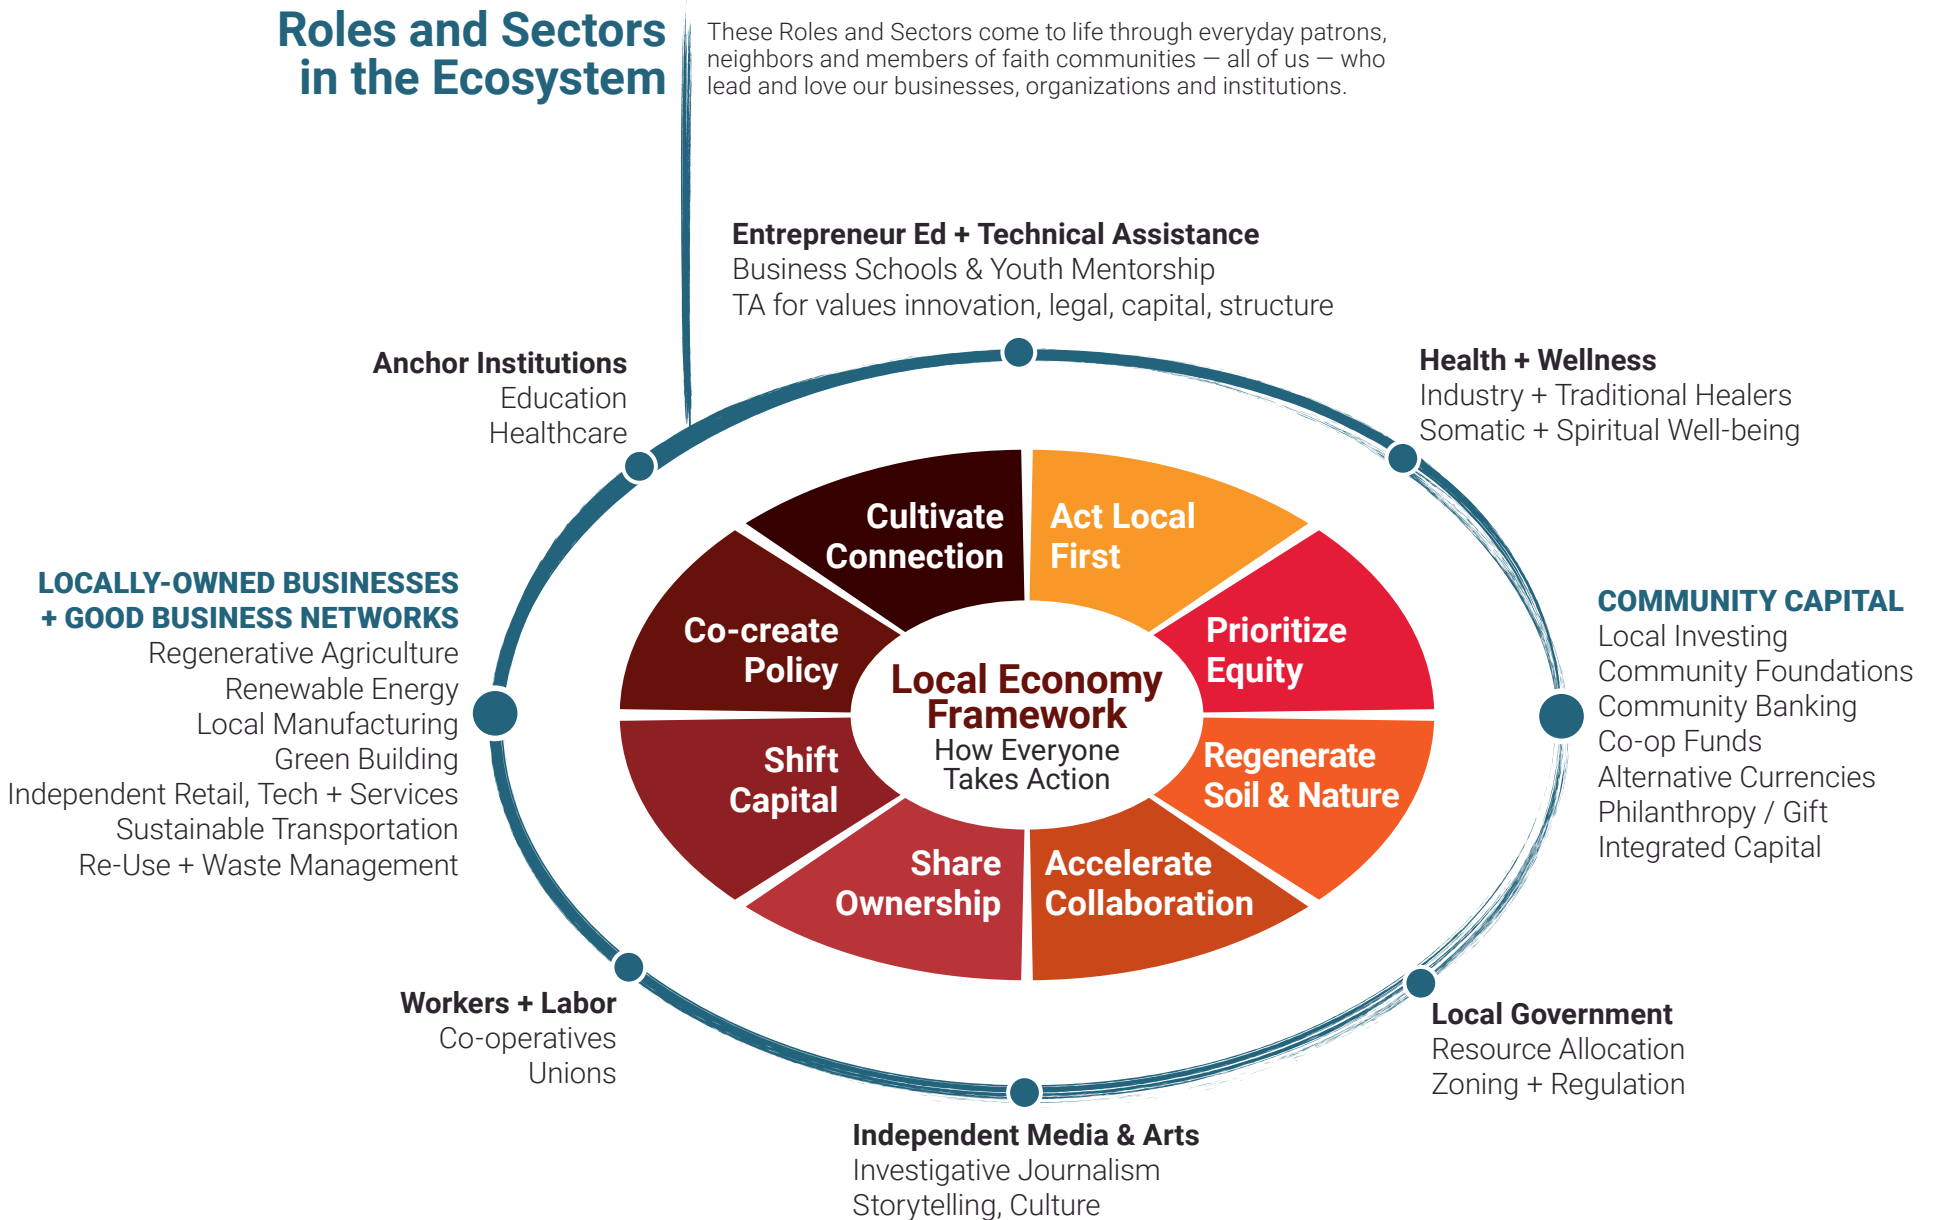 Roles and Sectors
in the Ecosystem
These Roles and Sectors come to life through everyday patrons,
neighbors and members of faith communities — all of us — who
lead and love our businesses, organizations and institutions.
Entrepreneur Ed + Technical Assistance
Business Schools & Youth Mentorship
TA for values innovation, legal, capital, structure
Anchor Institutions
Education
Healthcare
Health + Wellness
Industry + Traditional Healers
Somatic + Spiritual Well-being
LOCALLY-OWNED BUSINESSES
+ GOOD BUSINESS NETWORKS
Regenerative Agriculture
Renewable Energy
Local Manufacturing
Green Building
Independent Retail, Tech + Services
Sustainable Transportation
Re-Use + Waste Management
Cultivate
Connection
Act Local
First
Co-create
Policy
Prioritize
Equity
Local Economy
Framework
How Everyone
Takes Action
Shift
Capital
Regenerate
Soil & Nature
Share
Ownership
Accelerate
Collaboration
COMMUNITY CAPITAL
Local Investing
Community Foundations
Community Banking
Co-op Funds
Alternative Currencies
Philanthropy / Gift
Integrated Capital
Workers + Labor
Co-operatives
Unions
Local Government
Resource Allocation
Zoning + Regulation
Independent Media & Arts
Investigative Journalism
Storytelling, Culture